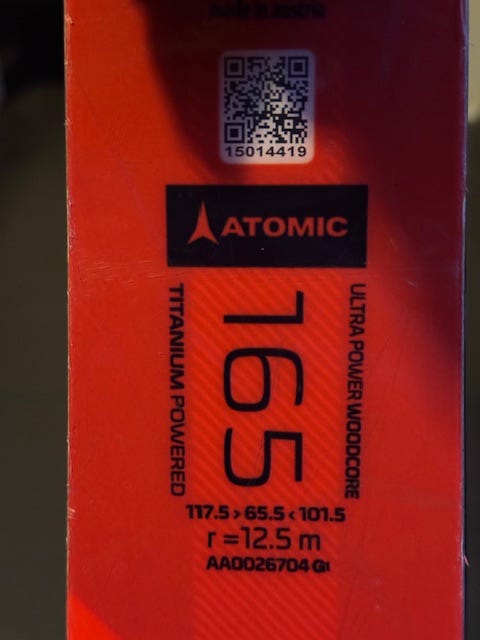 made in austria
15014419
ATOMIC
TITANIUM POWERED
165
ULTRA POWER WOODCORE
117.5 > 65.5 < 101.5
r = 12.5 m
AA0026704 G1